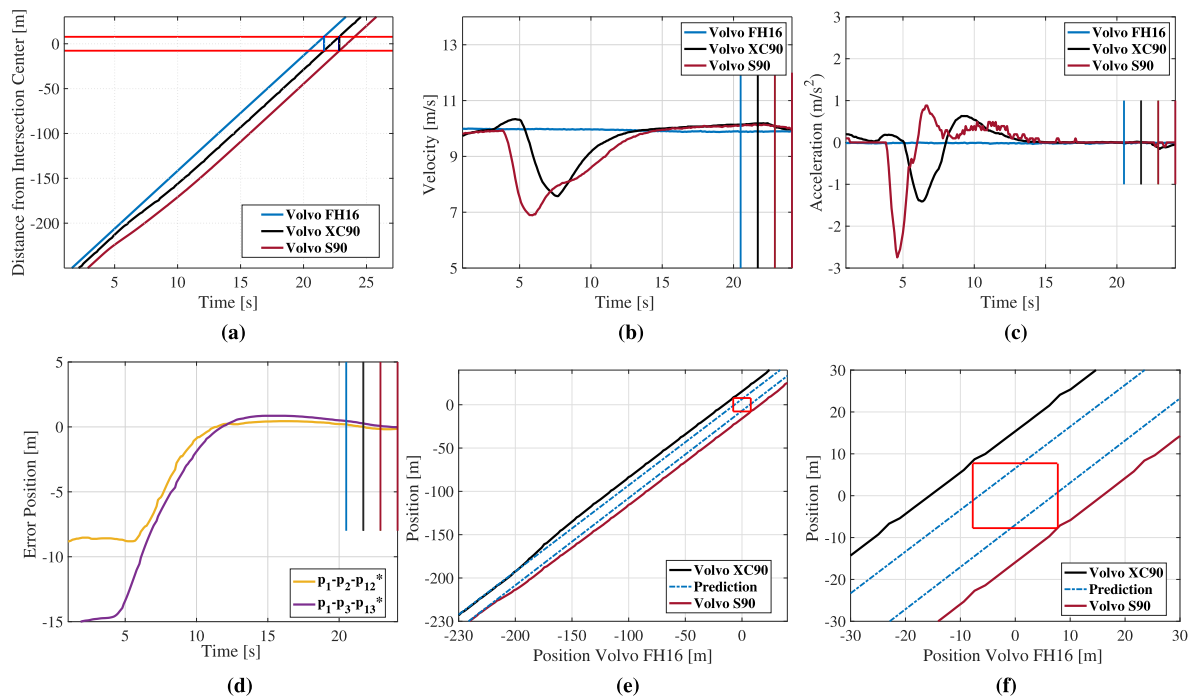 Distance from Intersection Center [m]
0
-50
-100
-150
-200
5
10
15
20
25
Time [s]
Volvo FH16
Volvo XC90
Volvo S90
(a)
Velocity [m/s]
13
11
9
7
5
5
10
15
20
Time [s]
Volvo FH16
Volvo XC90
Volvo S90
(b)
Acceleration (m/s²)
3
2
1
0
-1
-2
-3
5
10
15
20
Time [s]
Volvo FH16
Volvo XC90
Volvo S90
(c)
Error Position [m]
5
0
-5
-10
-15
5
10
15
20
Time [s]
p₁-p₂-p₁₂*
p₁-p₃-p₁₃*
(d)
Position [m]
0
-50
-100
-150
-200
-230
-230
-200
-150
-100
-50
0
Position Volvo FH16 [m]
Volvo XC90
Prediction
Volvo S90
(e)
Position [m]
30
20
10
0
-10
-20
-30
-30
-20
-10
0
10
20
30
Position Volvo FH16 [m]
Volvo XC90
Prediction
Volvo S90
(f)